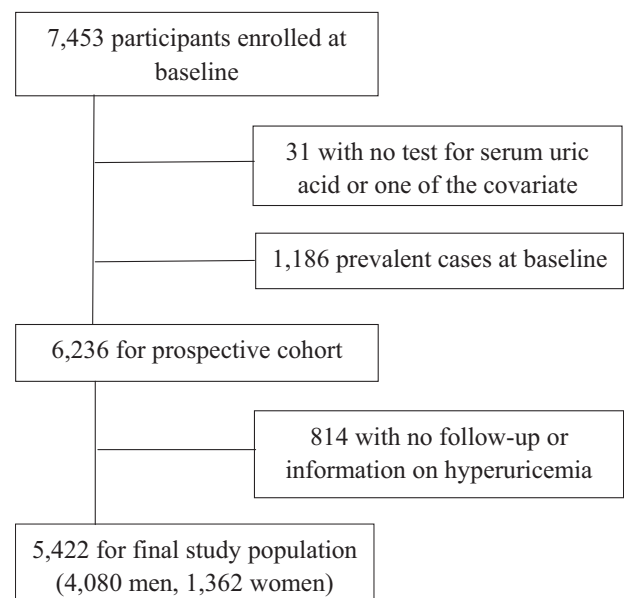 7,453 participants enrolled at
baseline
31 with no test for serum uric
acid or one of the covariate
1,186 prevalent cases at baseline
6,236 for prospective cohort
814 with no follow-up or
information on hyperuricemia
5,422 for final study population
(4,080 men, 1,362 women)